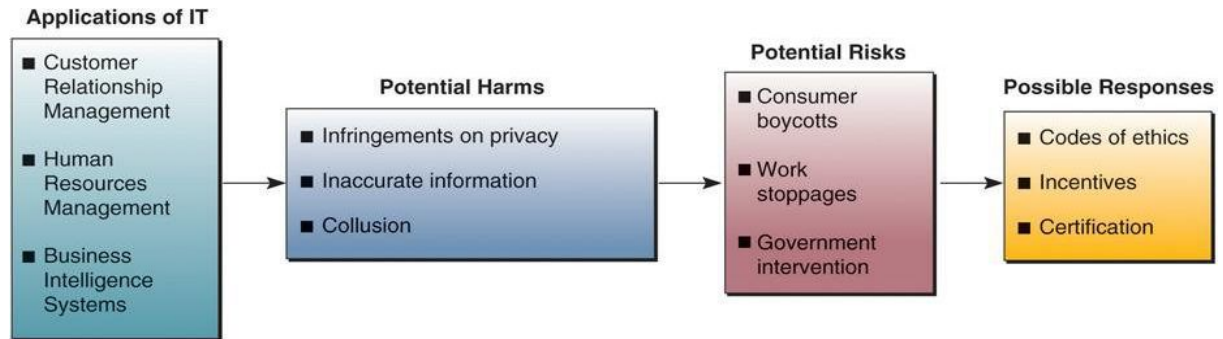 Applications of IT
■ Customer
Relationship
Management
■ Human
Resources
Management
■ Business
Intelligence
Systems
Potential Harms
■ Infringements on privacy
■ Inaccurate information
■ Collusion
Potential Risks
■ Consumer
boycotts
■ Work
stoppages
■ Government
intervention
Possible Responses
■ Codes of ethics
■ Incentives
■ Certification